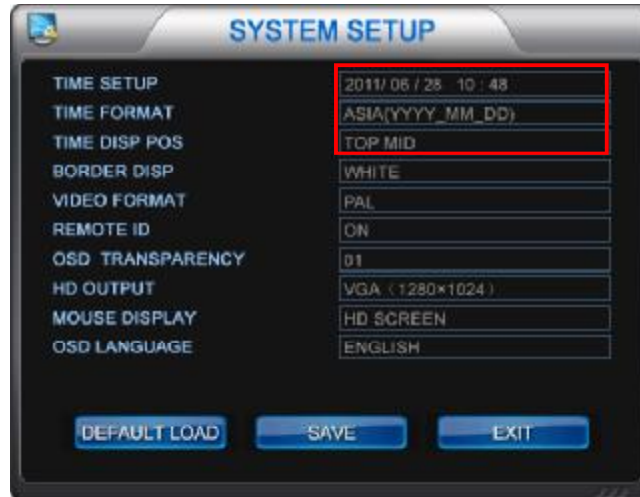 SYSTEM SETUP
TIME SETUP 2011/ 06 / 28 10 : 48
TIME FORMAT ASIA(YYYY_MM_DD)
TIME DISP POS TOP MID
BORDER DISP WHITE
VIDEO FORMAT PAL
REMOTE ID ON
OSD TRANSPARENCY 01
HD OUTPUT VGA (1280×1024)
MOUSE DISPLAY HD SCREEN
OSD LANGUAGE ENGLISH
DEFAULT LOAD SAVE EXIT